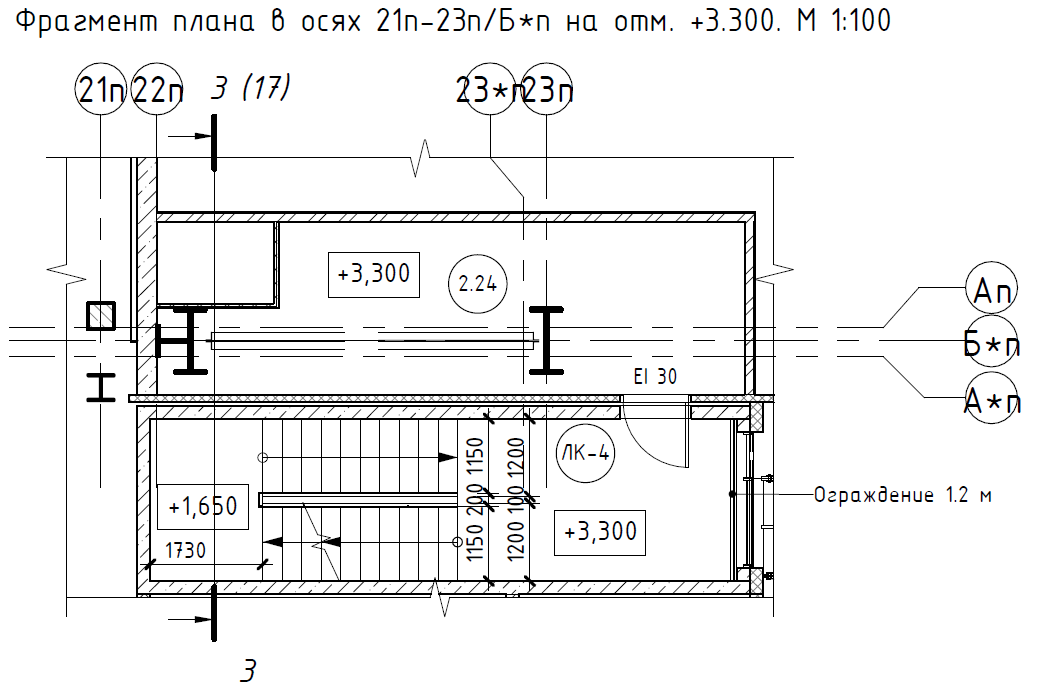 Фрагмент плана в осях 21п-23п/Б*п на отм. +3.300. М 1:100
21п
22п
3 (17)
23*п
23п
+3,300
2.24
Ап
Б*п
А*п
EI 30
ЛК-4
1150
1200
200
100
1150
1200
+1,650
1730
+3,300
Ограждение 1.2 м
3